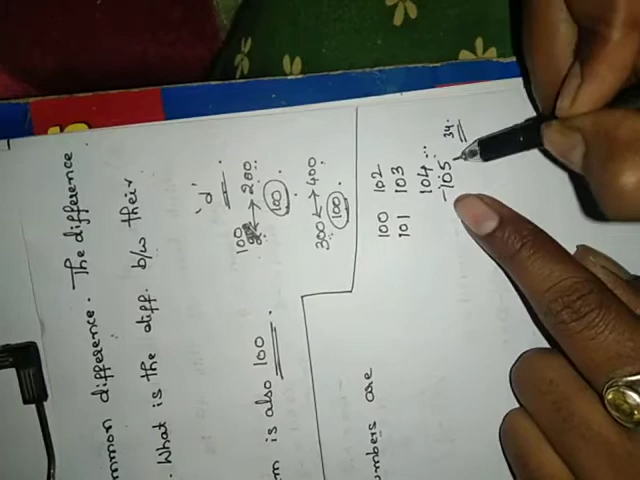 mmon difference. The difference
. What is the diff. b/w their
'd'
100 ↔ 200
100
m is also 100.
300 ↔ 400.
100.
umbers are
100 102
101 103
104...
-105
34.